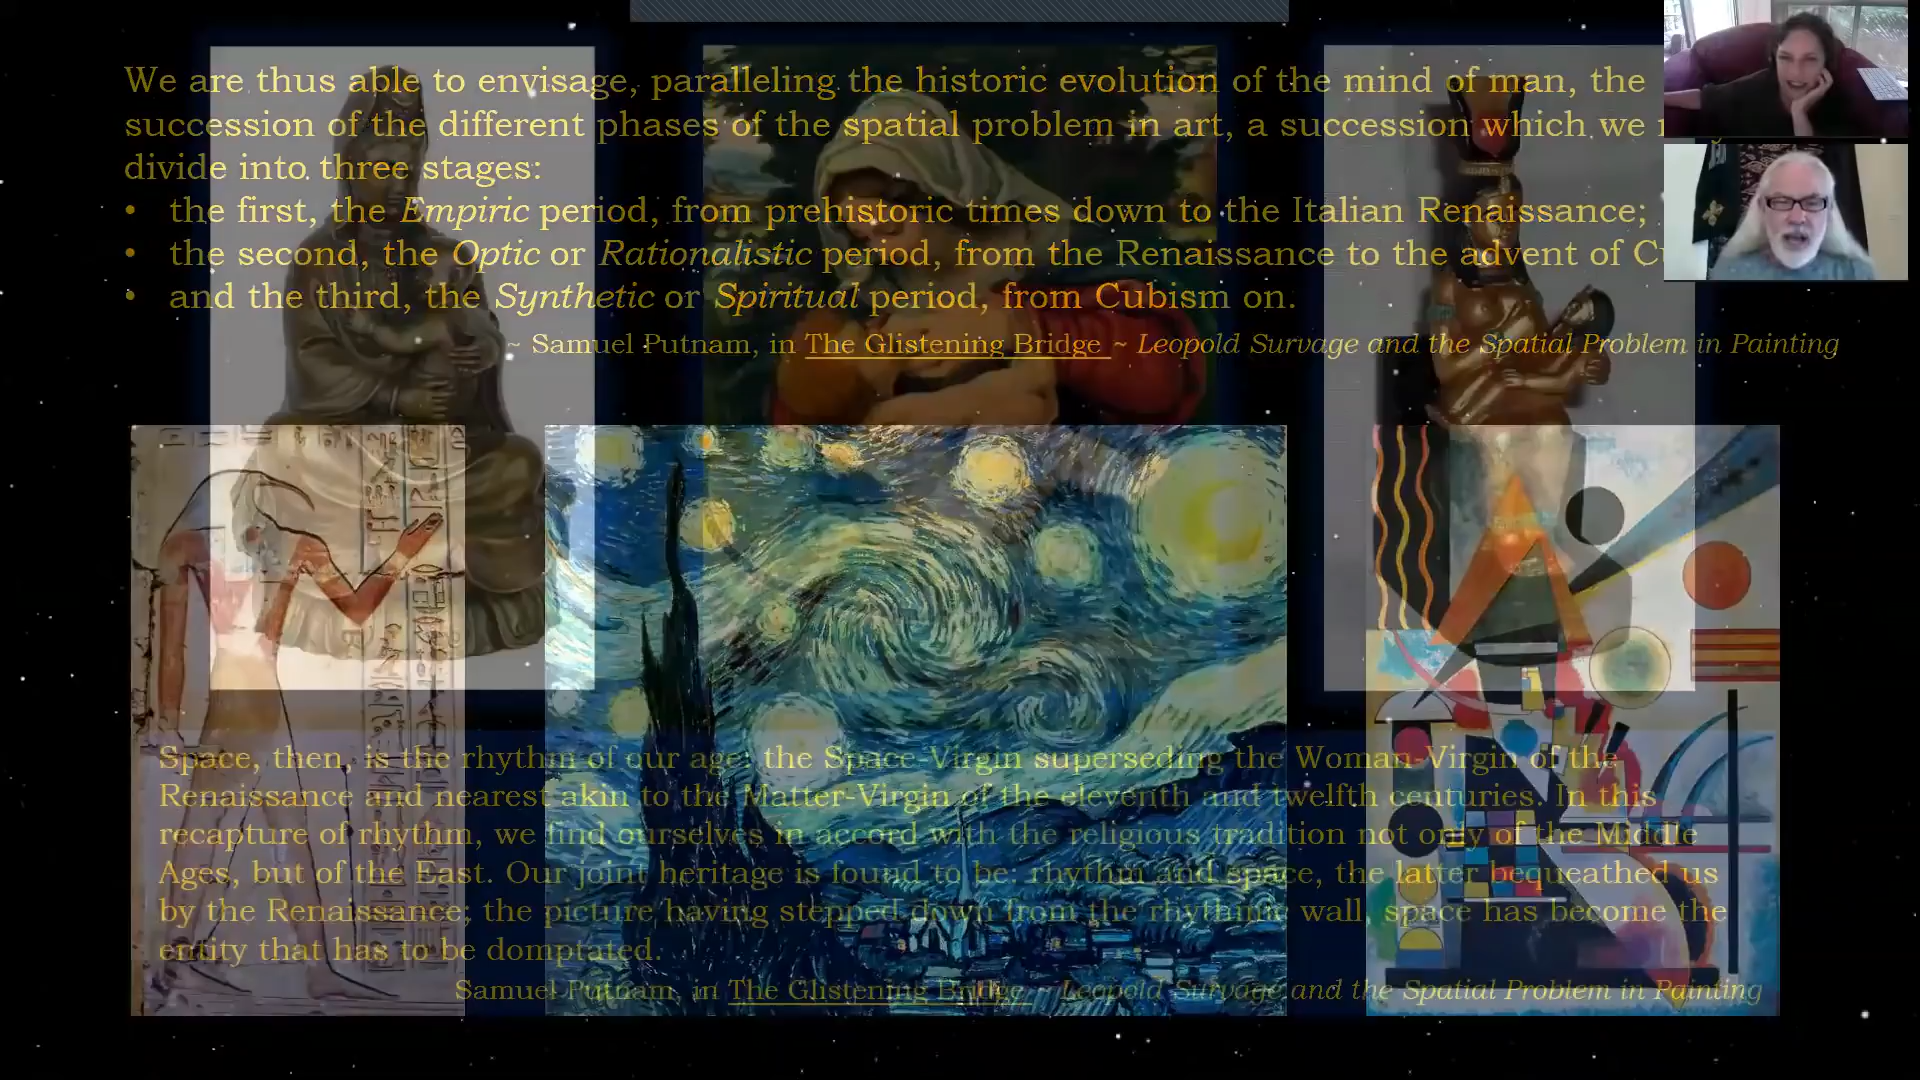 We are thus able to envisage, paralleling the historic evolution of the mind of man, the
succession of the different phases of the spatial problem in art, a succession which we
divide into three stages:
• the first, the Empiric period, from prehistoric times down to the Italian Renaissance;
• the second, the Optic or Rationalistic period, from the Renaissance to the advent of
• and the third, the Synthetic or Spiritual period, from Cubism on.
~ Samuel Putnam, in The Glistening Bridge ~ Leopold Survage and the Spatial Problem in Painting
Space, then, is the rhythm of our age: the Space-Virgin superseding the Woman-Virgin of the
Renaissance and nearest akin to the Matter-Virgin of the eleventh and twelfth centuries. In this
recapture of rhythm, we find ourselves in accord with the religious tradition not only of the Middle
Ages, but of the East. Our joint heritage is found to be: rhythm and space, the latter bequeathed us
by the Renaissance; the picture having stepped down from the rhythmic wall, space has become the
entity that has to be domptated.
Samuel Putnam, in The Glistening Bridge ~ Leopold Survage and the Spatial Problem in Painting